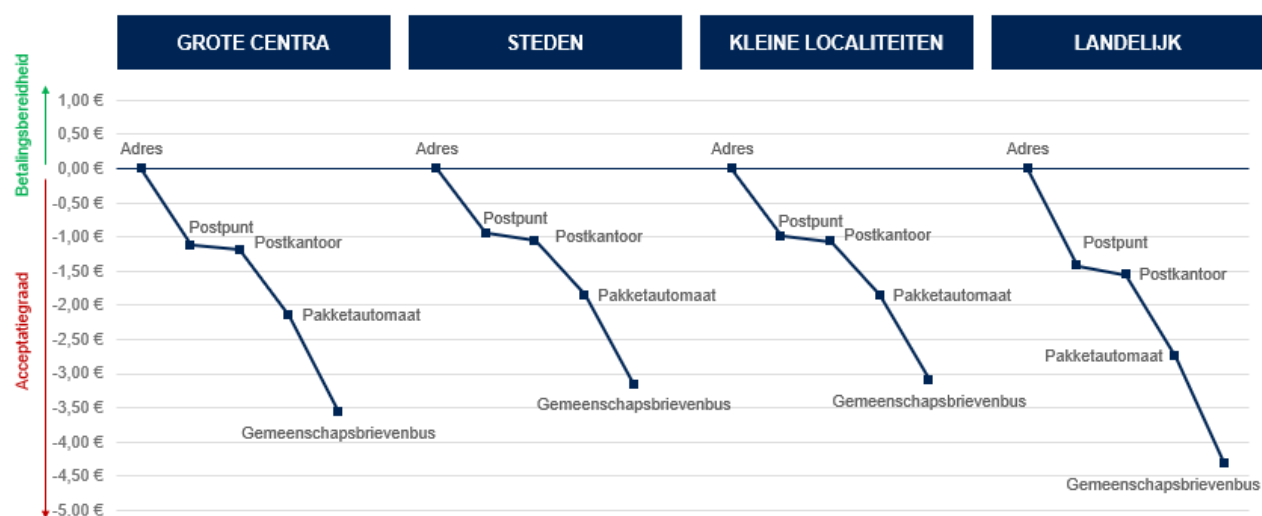 GROTE CENTRA
STEDEN
KLEINE LOCALITEITEN
LANDELIJK
Betalingsbereidheid
Acceptatiegraad
1,00 €
0,50 €
0,00 €
-0,50 €
-1,00 €
-1,50 €
-2,00 €
-2,50 €
-3,00 €
-3,50 €
-4,00 €
-4,50 €
-5,00 €
Adres
Postpunt
Postkantoor
Pakketautomaat
Gemeenschapsbrievenbus
Adres
Postpunt
Postkantoor
Pakketautomaat
Gemeenschapsbrievenbus
Adres
Postpunt
Postkantoor
Pakketautomaat
Gemeenschapsbrievenbus
Adres
Postpunt
Postkantoor
Pakketautomaat
Gemeenschapsbrievenbus